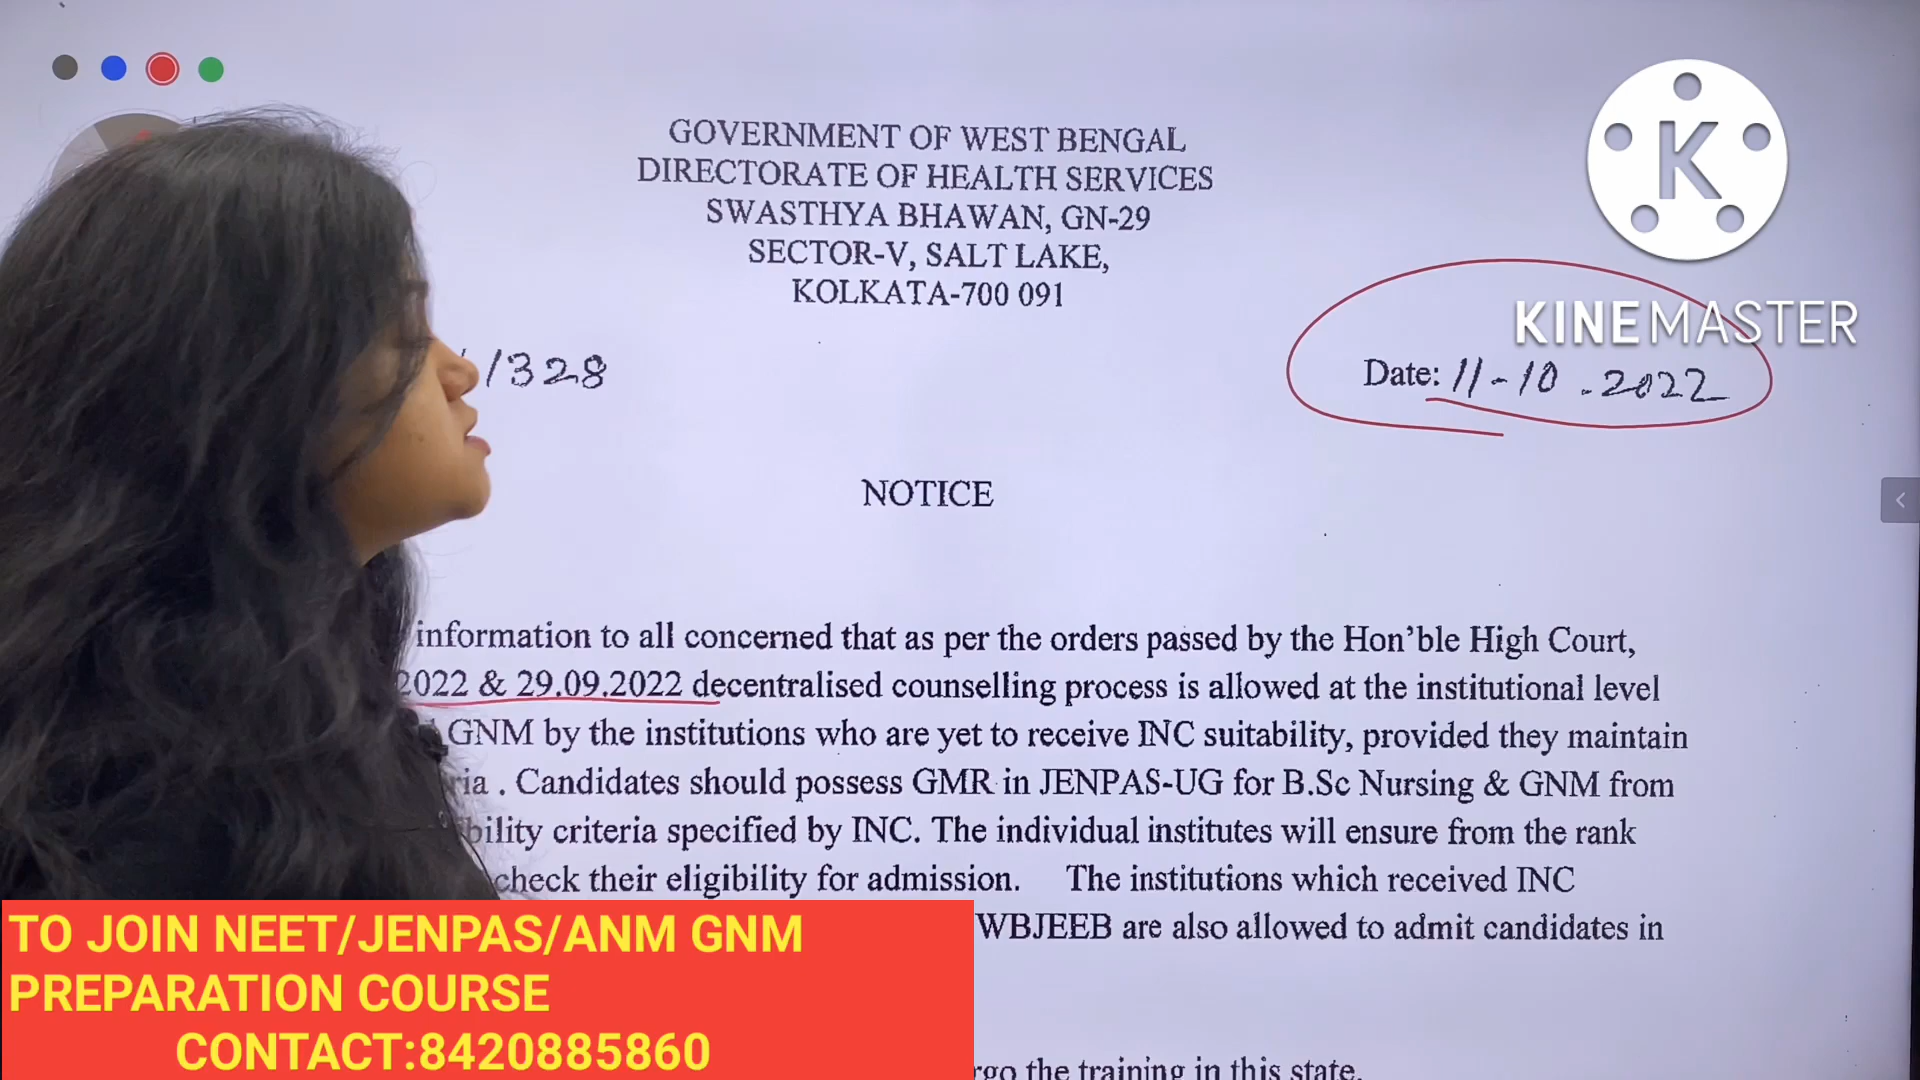 GOVERNMENT OF WEST BENGAL
DIRECTORATE OF HEALTH SERVICES
SWASTHYA BHAWAN, GN-29
SECTOR-V, SALT LAKE,
KOLKATA-700 091
K
KINEMASTER
/328
Date: 11-10.2022
NOTICE
information to all concerned that as per the orders passed by the Hon'ble High Court,
2022 & 29.09.2022 decentralised counselling process is allowed at the institutional level
GNM by the institutions who are yet to receive INC suitability, provided they maintain
ria . Candidates should possess GMR in JENPAS-UG for B.Sc Nursing & GNM from
bility criteria specified by INC. The individual institutes will ensure from the rank
check their eligibility for admission. The institutions which received INC
WBJEEB are also allowed to admit candidates in
rgo the training in this state.
TO JOIN NEET/JENPAS/ANM GNM
PREPARATION COURSE
CONTACT:8420885860